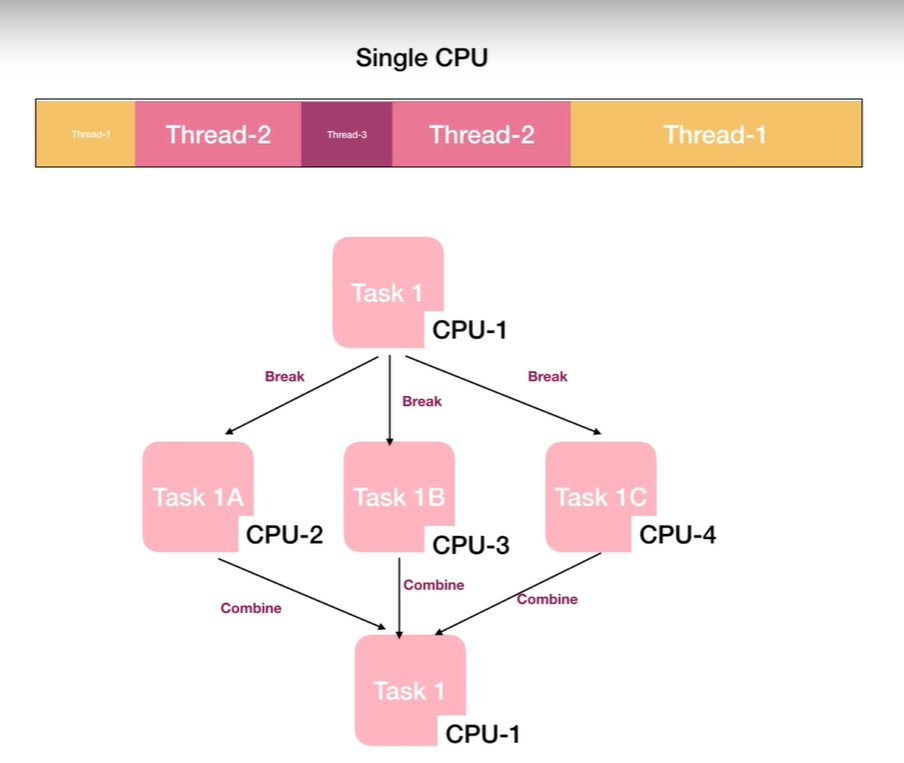 Single CPU
Thread-1 Thread-2 Thread-3 Thread-2 Thread-1
Task 1
CPU-1
Break
Break
Break
Task 1A
Task 1B
Task 1C
CPU-2
CPU-3
CPU-4
Combine
Combine
Combine
Task 1
CPU-1